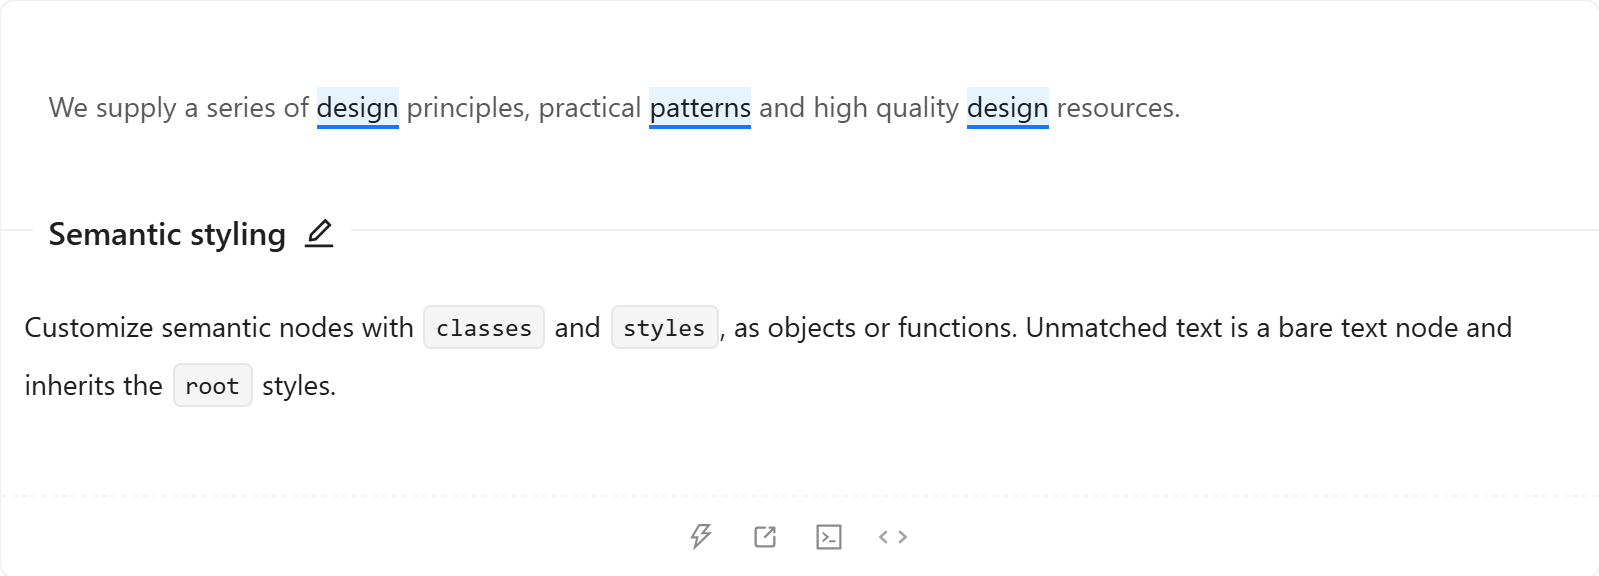 We supply a series of design principles, practical patterns and high quality design resources.
Semantic styling
Customize semantic nodes with classes and styles, as objects or functions. Unmatched text is a bare text node and
inherits the root styles.